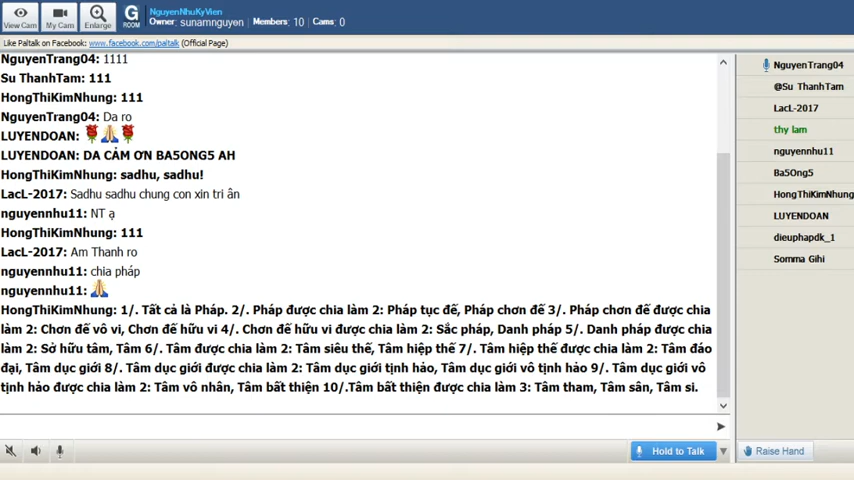 View Cam
My Cam
Enlarge
G
ROOM
NguyenNhuKyVien
Owner: sunamnguyen Members: 10 Cams: 0
Like Paltalk on Facebook: www.facebook.com/paltalk (Official Page)
NguyenTrang04: 1111
Su ThanhTam: 111
HongThiKimNhung: 111
NguyenTrang04: Da ro
LUYENDOAN:
LUYENDOAN: DA CẢM ƠN BA5ONG5 AH
HongThiKimNhung: sadhu, sadhu!
LacL-2017: Sadhu sadhu chung con xin tri ân
nguyennhu11: NT ạ
HongThiKimNhung: 111
LacL-2017: Am Thanh ro
nguyennhu11: chia pháp
nguyennhu11:
HongThiKimNhung: 1/. Tất cả là Pháp. 2/. Pháp được chia làm 2: Pháp tục đế, Pháp chơn đế 3/. Pháp chơn đế được chia
làm 2: Chơn đế vô vi, Chơn đế hữu vi 4/. Chơn đế hữu vi được chia làm 2: Sắc pháp, Danh pháp 5/. Danh pháp được chia
làm 2: Sở hữu tâm, Tâm 6/. Tâm được chia làm 2: Tâm siêu thế, Tâm hiệp thế 7/. Tâm hiệp thế được chia làm 2: Tâm đáo
đại, Tâm dục giới 8/. Tâm dục giới được chia làm 2: Tâm dục giới tịnh hảo, Tâm dục giới vô tịnh hảo 9/. Tâm dục giới vô
tịnh hảo được chia làm 2: Tâm vô nhân, Tâm bất thiện 10/.Tâm bất thiện được chia làm 3: Tâm tham, Tâm sân, Tâm si.
Hold to Talk
NguyenTrang04
@Su ThanhTam
LacL-2017
thy lam
nguyennhu11
Ba5Ong5
HongThiKimNhung
LUYENDOAN
dieuphapdk_1
Somma Gihi
Raise Hand